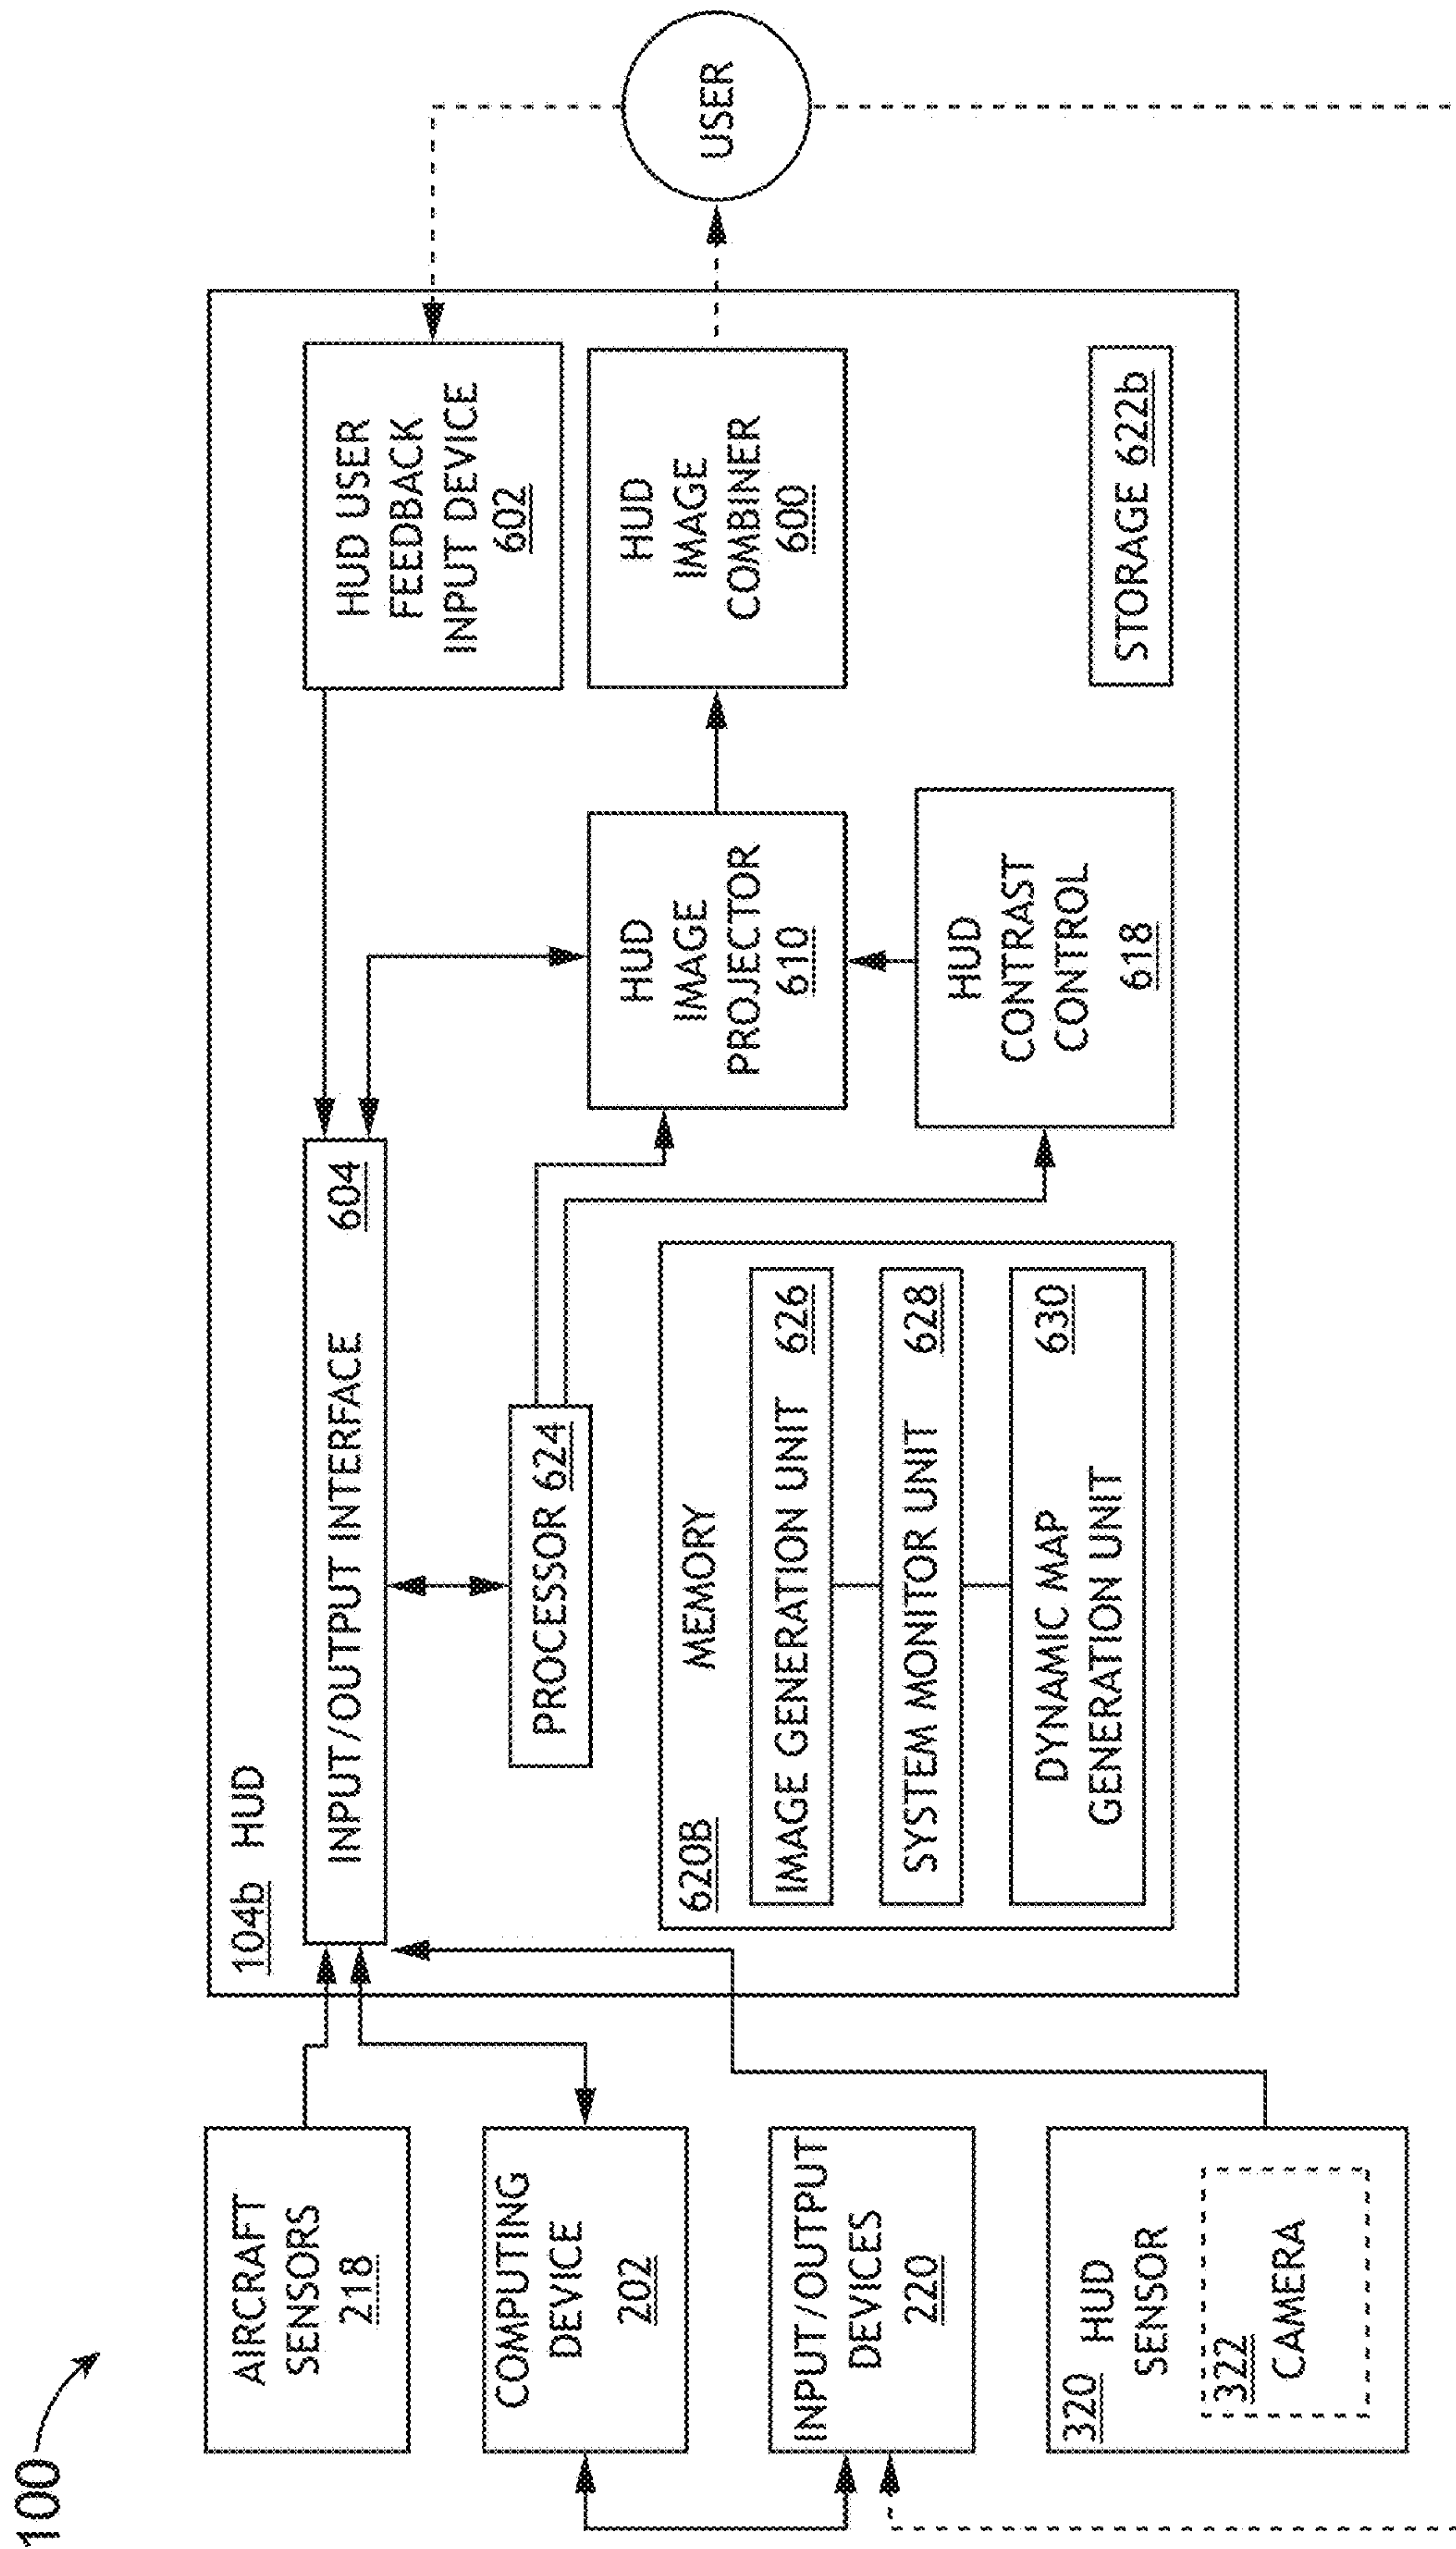 100
AIRCRAFT
SENSORS
218
COMPUTING
DEVICE
202
INPUT/OUTPUT
DEVICES
220
320 HUD
SENSOR
322
CAMERA
104b HUD
INPUT/OUTPUT INTERFACE 604
PROCESSOR 624
620B MEMORY
IMAGE GENERATION UNIT 626
SYSTEM MONITOR UNIT 628
DYNAMIC MAP 630
GENERATION UNIT
HUD
IMAGE
PROJECTOR
610
HUD
CONTRAST
CONTROL
618
HUD USER
FEEDBACK
INPUT DEVICE
602
HUD
IMAGE
COMBINER
600
STORAGE 622b
USER